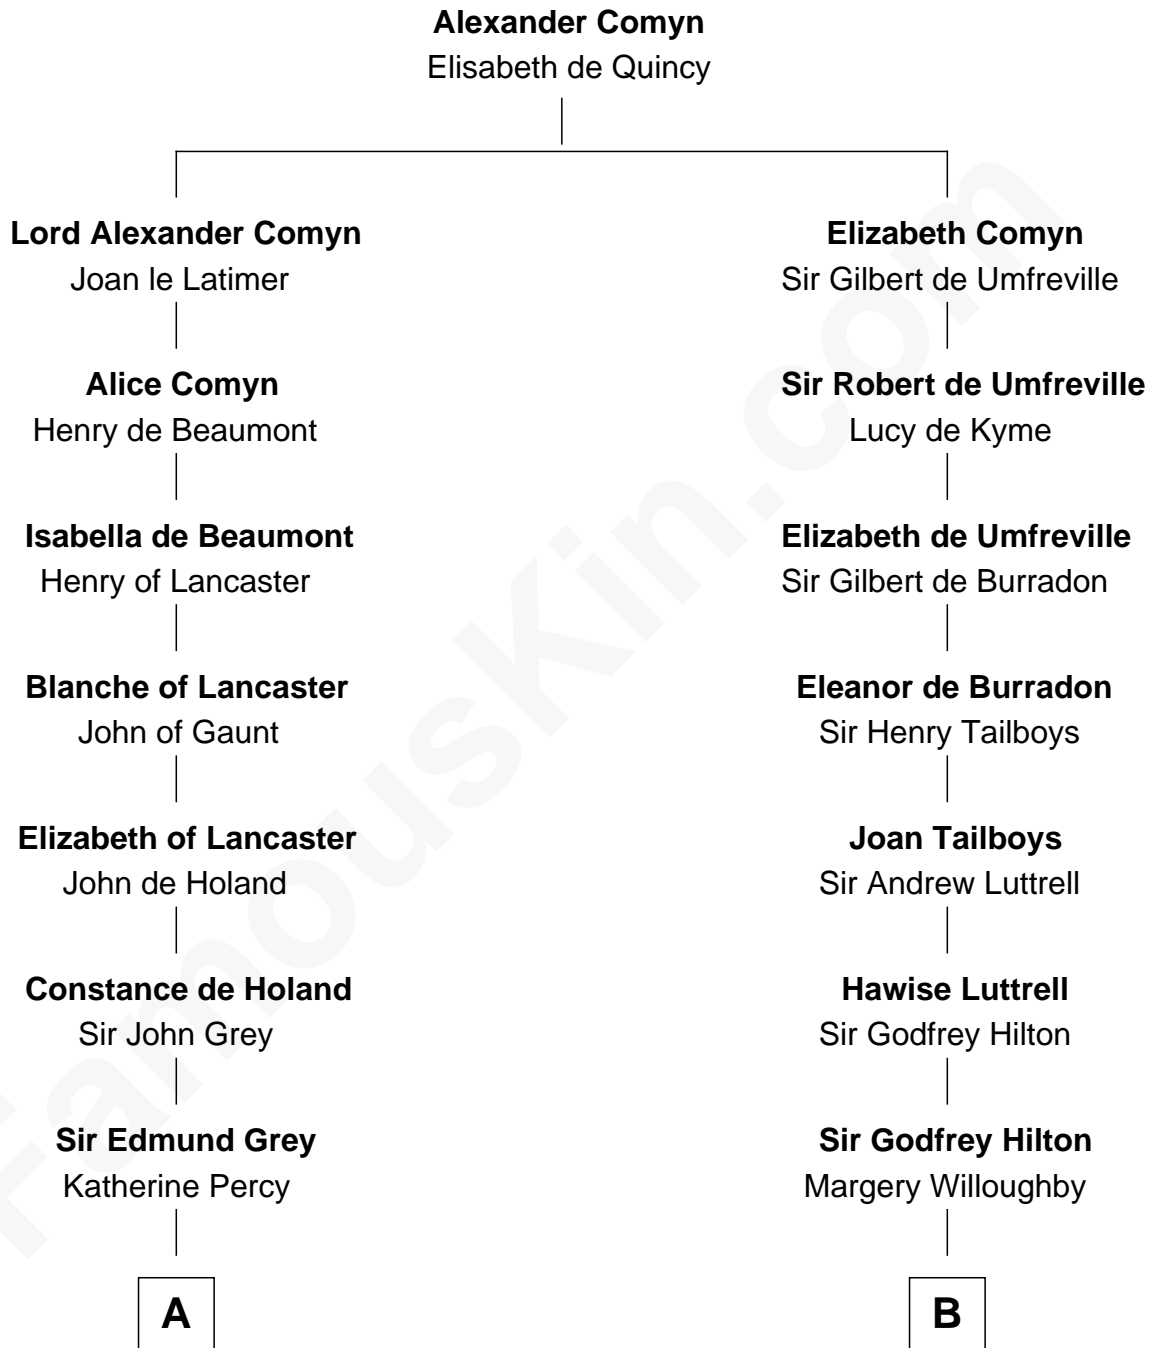 Alexander Comyn
Elisabeth de Quincy
Lord Alexander Comyn
Joan le Latimer
Alice Comyn
Henry de Beaumont
Isabella de Beaumont
Henry of Lancaster
Blanche of Lancaster
John of Gaunt
Elizabeth of Lancaster
John de Holand
Constance de Holand
Sir John Grey
Sir Edmund Grey
Katherine Percy
A
Elizabeth Comyn
Sir Gilbert de Umfreville
Sir Robert de Umfreville
Lucy de Kyme
Elizabeth de Umfreville
Sir Gilbert de Burradon
Eleanor de Burradon
Sir Henry Tailboys
Joan Tailboys
Sir Andrew Luttrell
Hawise Luttrell
Sir Godfrey Hilton
Sir Godfrey Hilton
Margery Willoughby
B
FamousKin.com